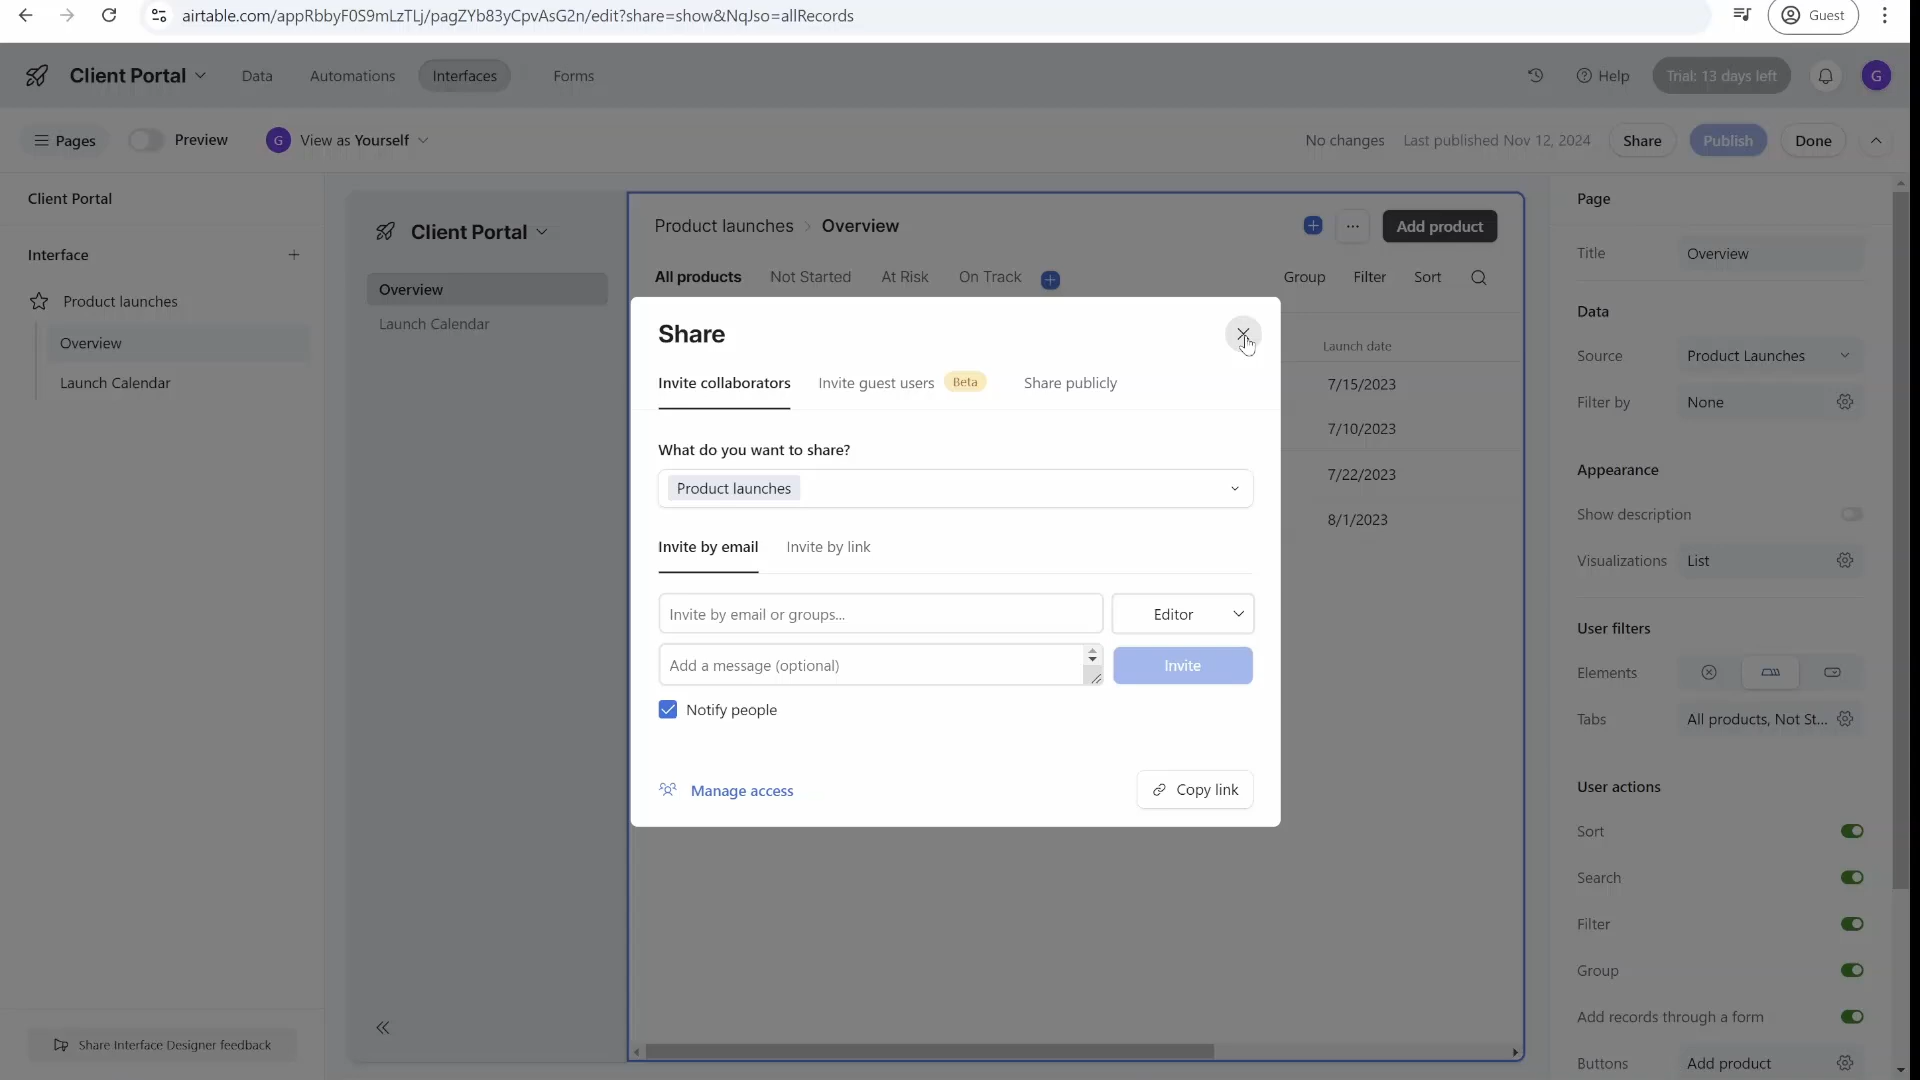 airtable.com/appRbbyF0S9mLzTLj/pagZYb83yCpvAsG2n/edit?share=show&NqJso=allRecords
Guest
Client Portal
Data
Automations
Interfaces
Forms
Help
Trial: 13 days left
G
Pages
Preview
G
View as Yourself
No changes
Last published Nov 12, 2024
Share
Publish
Done
Client Portal
Interface
Product launches
Overview
Launch Calendar
Share Interface Designer feedback
Client Portal
Overview
Launch Calendar
Product launches
Overview
Add product
All products
Not Started
At Risk
On Track
Group
Filter
Sort
Launch date
7/15/2023
7/10/2023
7/22/2023
8/1/2023
Share
Invite collaborators
Invite guest users
Beta
Share publicly
What do you want to share?
Product launches
Invite by email
Invite by link
Invite by email or groups...
Editor
Add a message (optional)
Invite
Notify people
Manage access
Copy link
Page
Title
Overview
Data
Source
Product Launches
Filter by
None
Appearance
Show description
Visualizations
List
User filters
Elements
Tabs
All products, Not St...
User actions
Sort
Search
Filter
Group
Add records through a form
Buttons
Add product